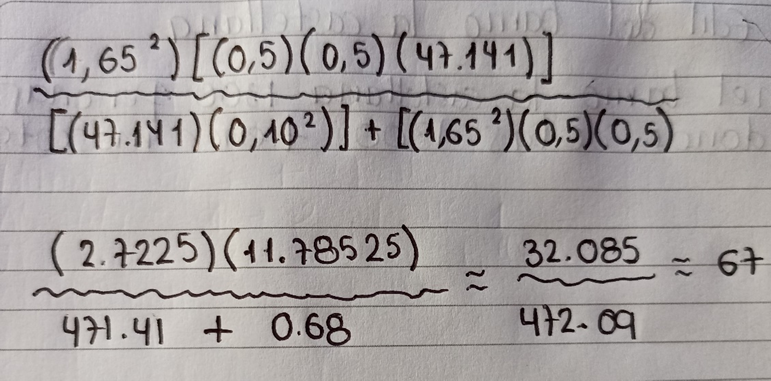 (1,65²)[(0,5)(0,5)(47.141)]
[(47.141)(0,10²)] + [(1,65²)(0,5)(0,5)
(2.7225)(11.78525) ≈ 32.085 ≈ 67
471.41 + 0.68 472.09